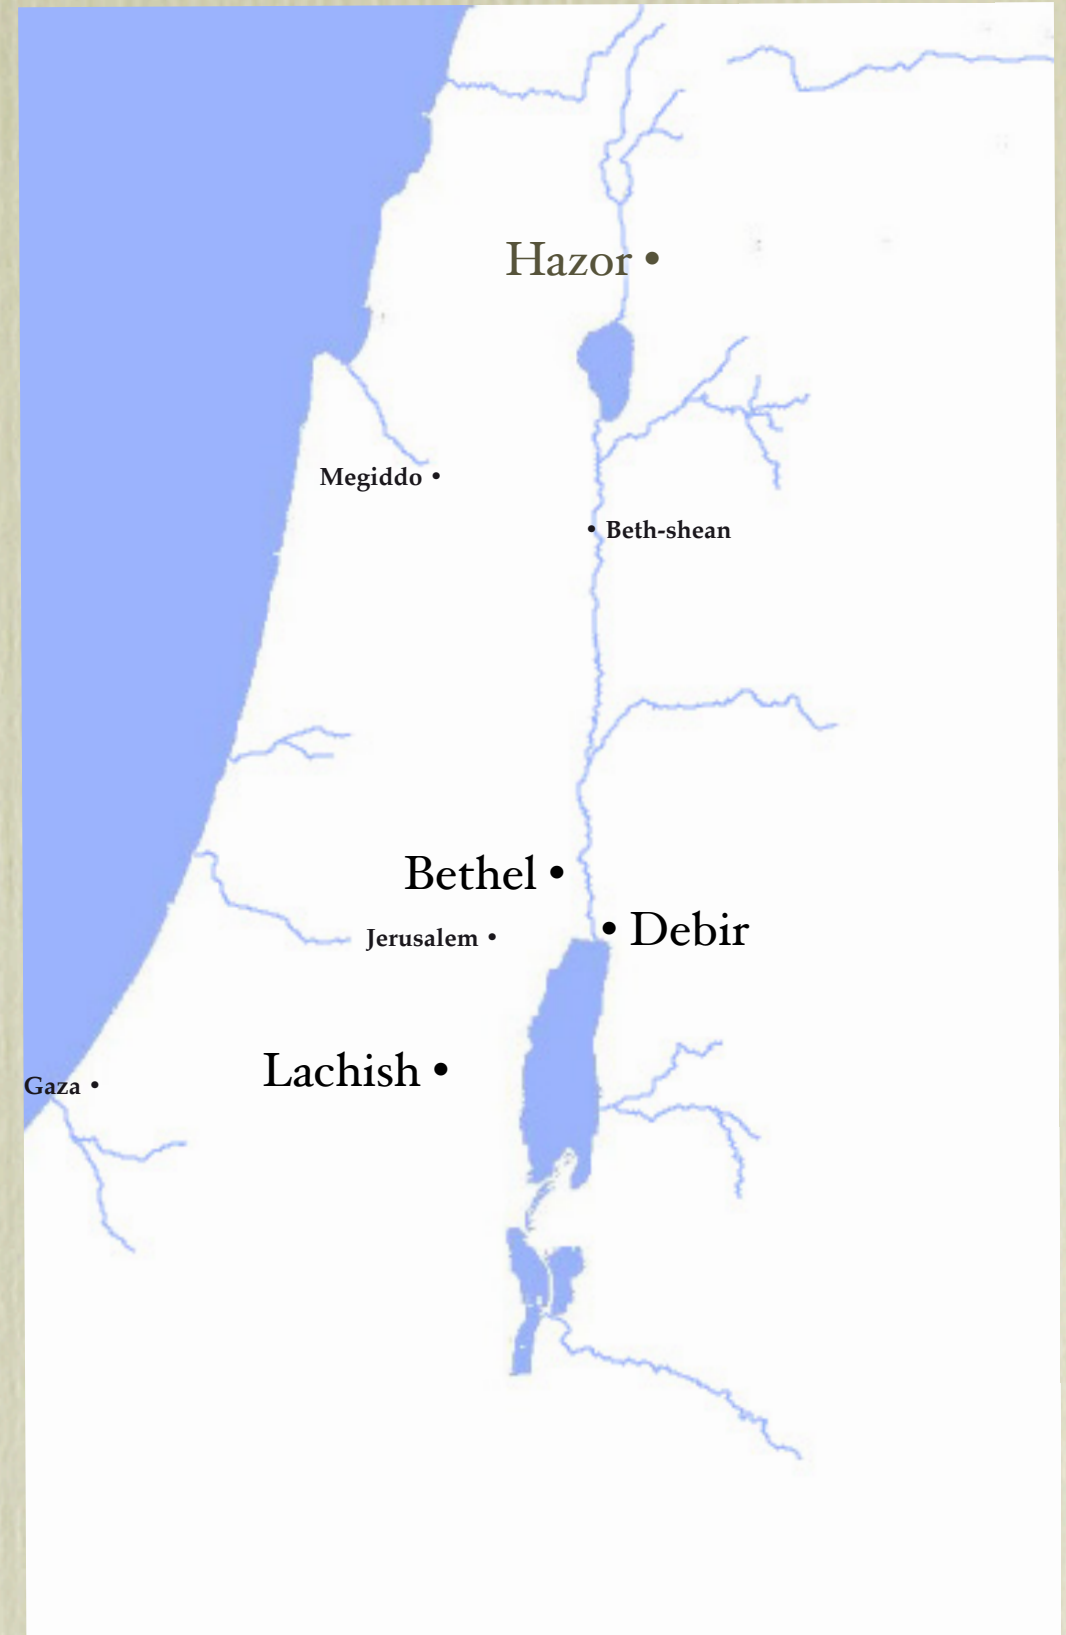 Hazor •
Megiddo •
• Beth-shean
Bethel •
• Debir
Jerusalem •
Lachish •
Gaza •